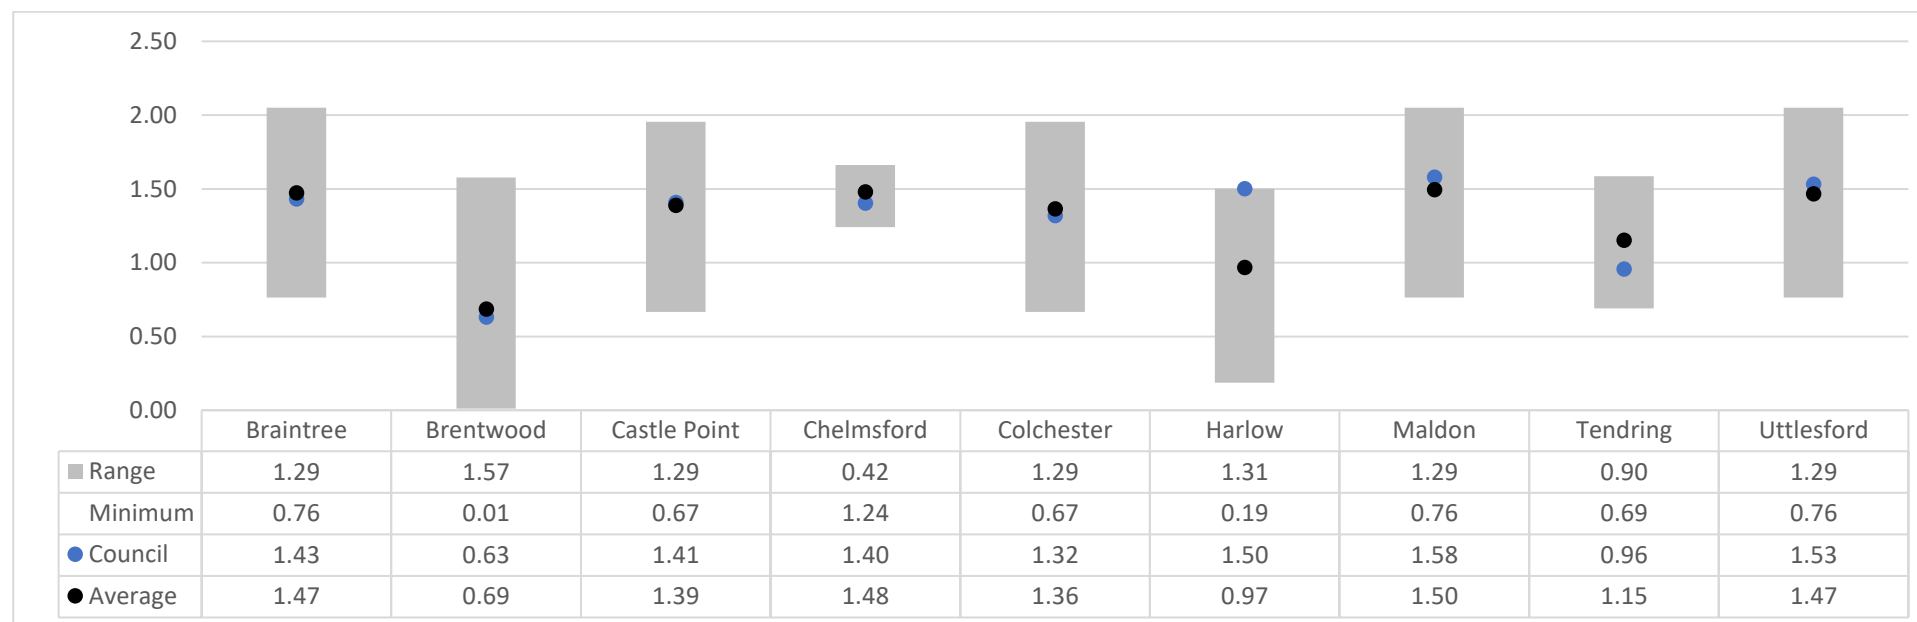 2.50
2.00
1.50
1.00
0.50
0.00
Braintree Brentwood Castle Point Chelmsford Colchester Harlow Maldon Tendring Uttlesford
Range 1.29 1.57 1.29 0.42 1.29 1.31 1.29 0.90 1.29
Minimum 0.76 0.01 0.67 1.24 0.67 0.19 0.76 0.69 0.76
Council 1.43 0.63 1.41 1.40 1.32 1.50 1.58 0.96 1.53
Average 1.47 0.69 1.39 1.48 1.36 0.97 1.50 1.15 1.47